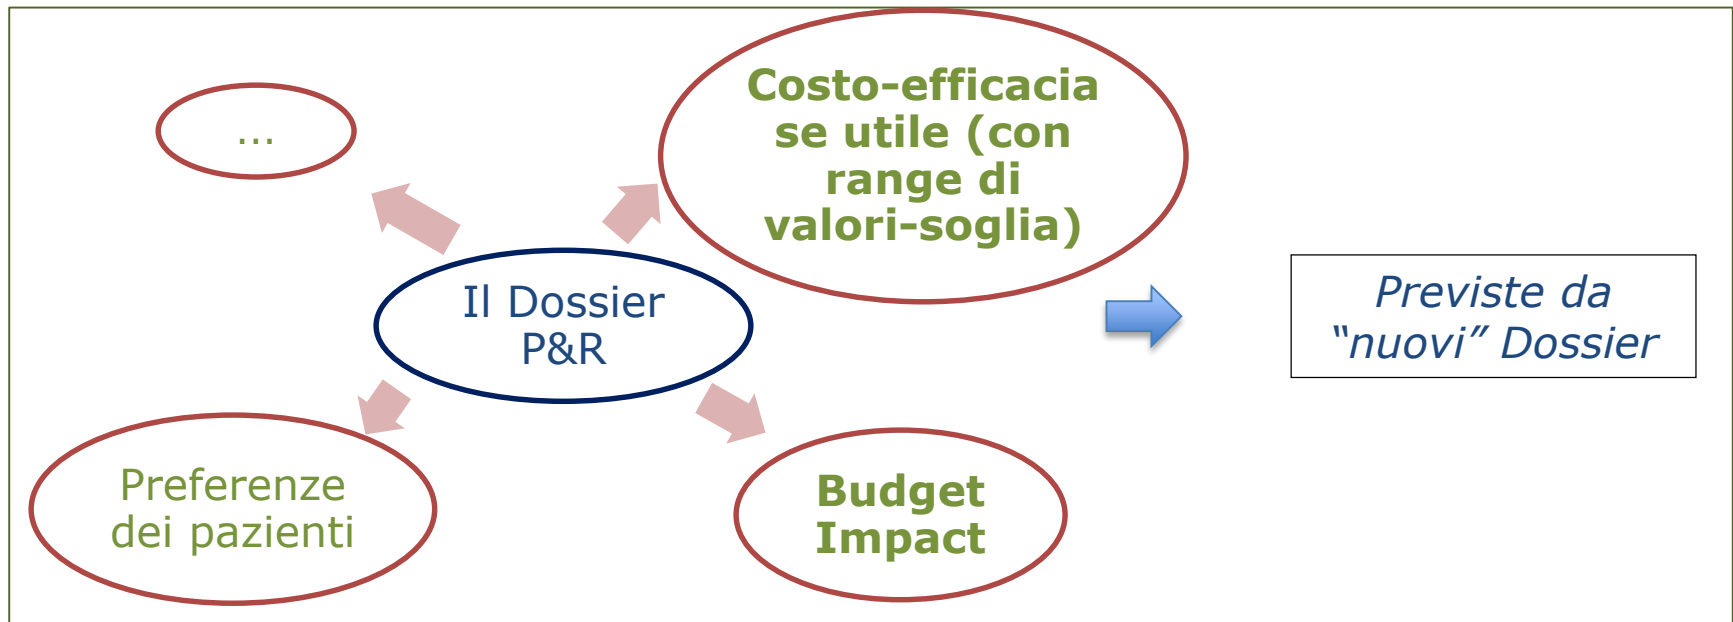 ...
Costo-efficacia
se utile (con
range di
valori-soglia)
Il Dossier
P&R
Previste da
“nuovi” Dossier
Preferenze
dei pazienti
Budget
Impact